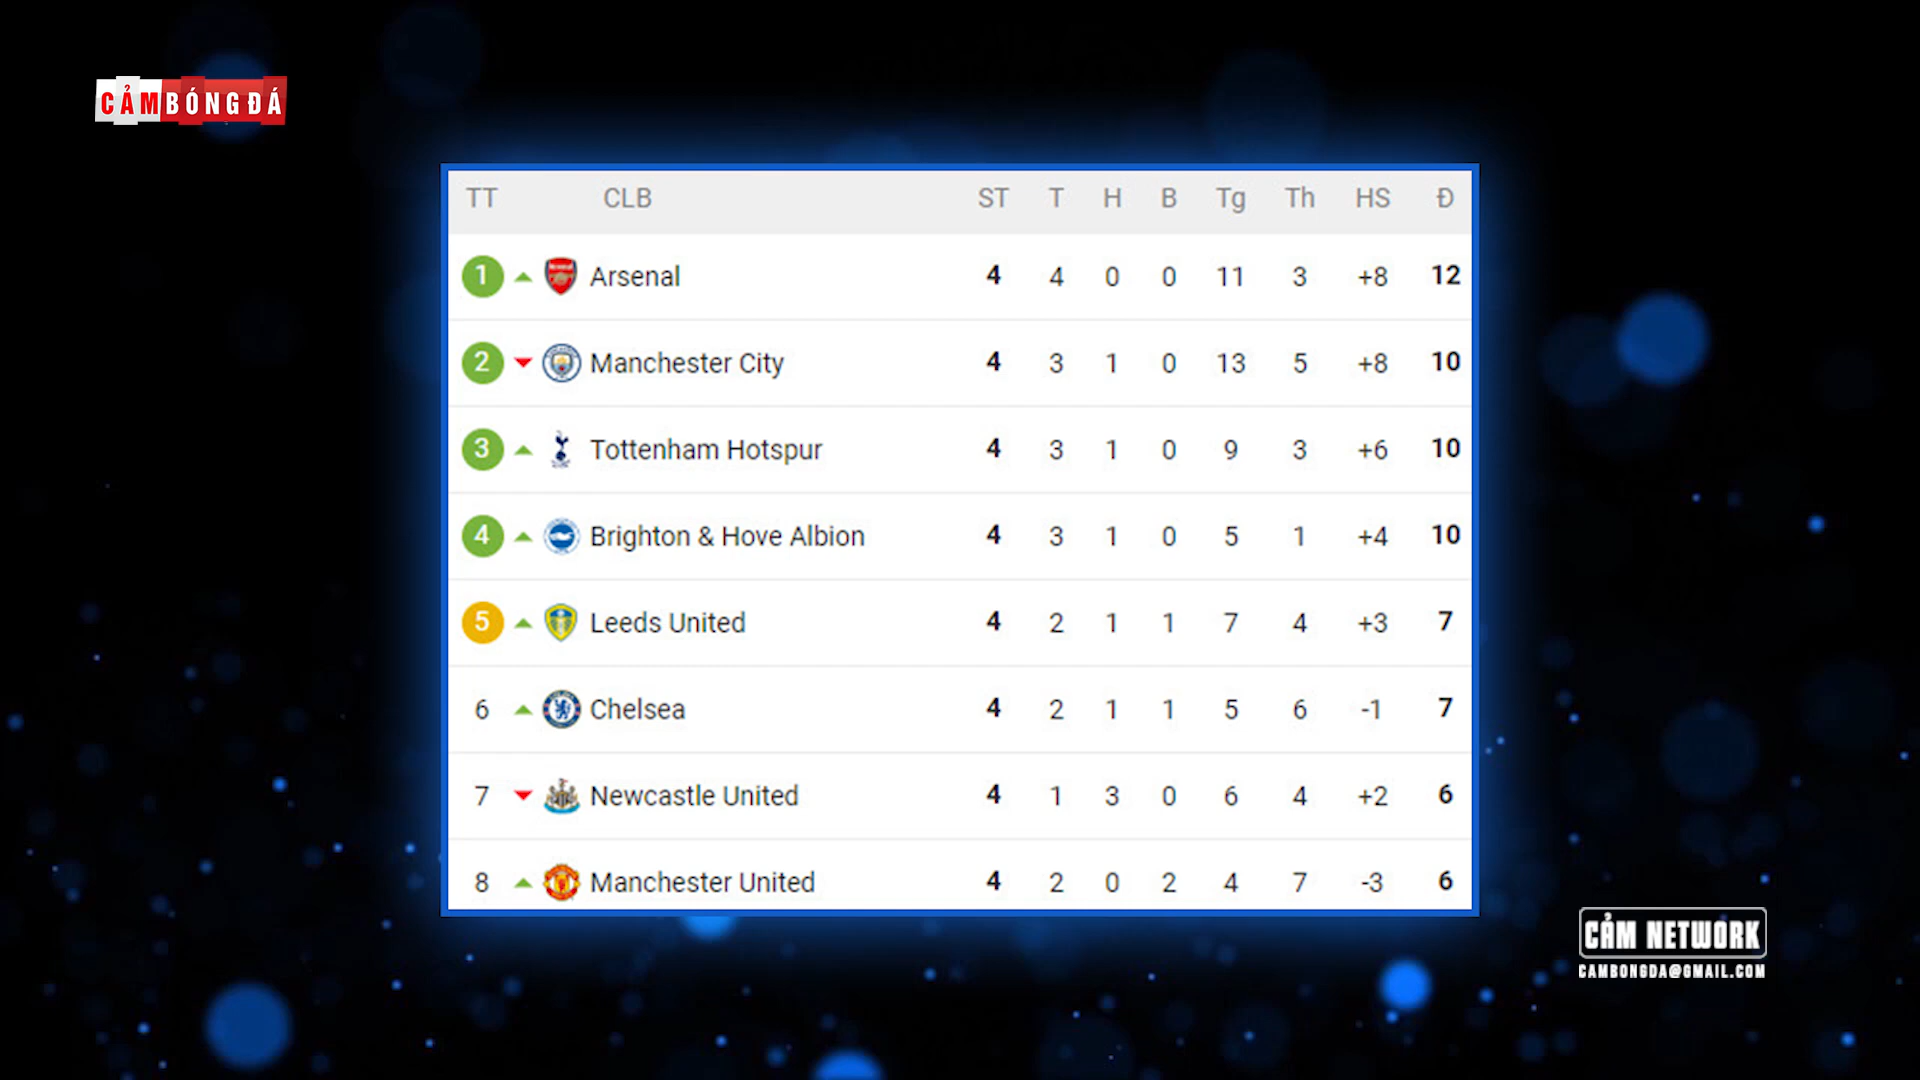 CẢMBÓNGĐÁ
TT CLB ST T H B Tg Th HS Đ
1 Arsenal 4 4 0 0 11 3 +8 12
2 Manchester City 4 3 1 0 13 5 +8 10
3 Tottenham Hotspur 4 3 1 0 9 3 +6 10
4 Brighton & Hove Albion 4 3 1 0 5 1 +4 10
5 Leeds United 4 2 1 1 7 4 +3 7
6 Chelsea 4 2 1 1 5 6 -1 7
7 Newcastle United 4 1 3 0 6 4 +2 6
8 Manchester United 4 2 0 2 4 7 -3 6
CẢM NETWORK
CAMBONGDA@GMAIL.COM